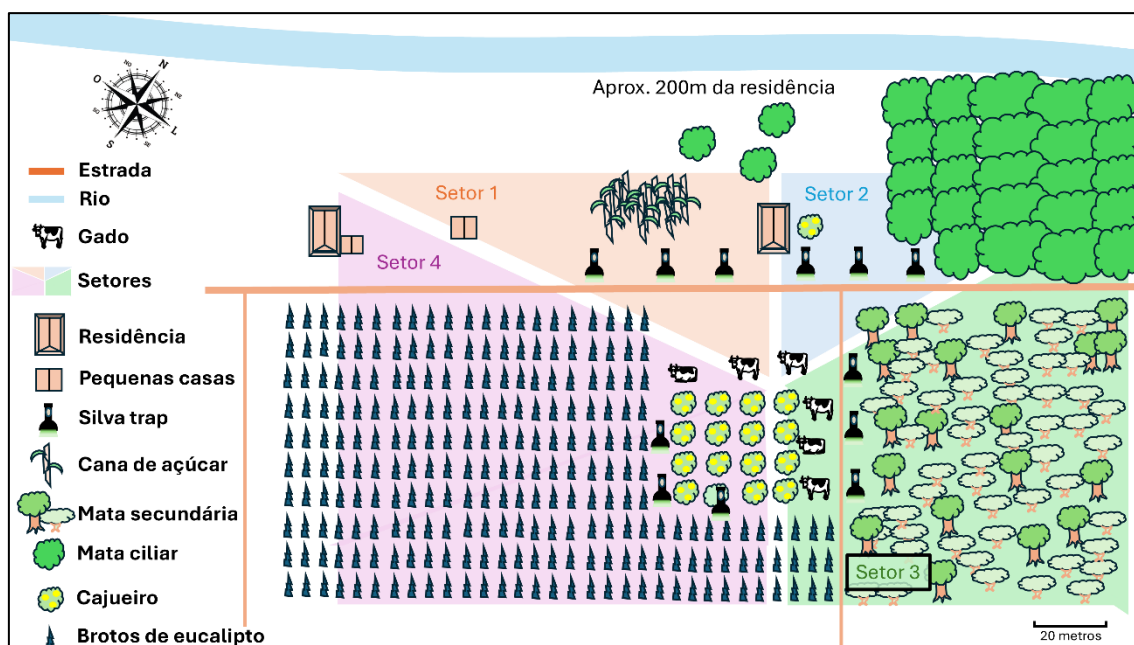 Aprox. 200m da residência
N
O
L
S
Estrada
Rio
Gado
Setores
Residência
Pequenas casas
Silva trap
Cana de açúcar
Mata secundária
Mata ciliar
Cajueiro
Brotos de eucalipto
Setor 1
Setor 2
Setor 4
Setor 3
20 metros